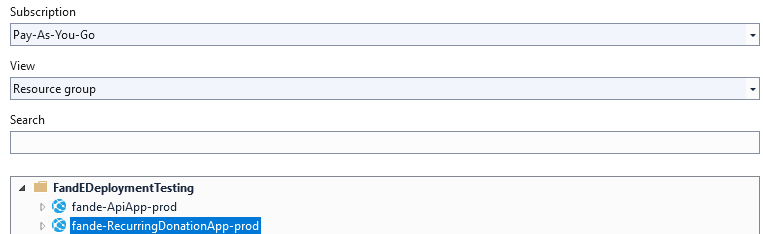 Subscription
Pay-As-You-Go
View
Resource group
Search
FandEDeploymentTesting
fande-ApiApp-prod
fande-RecurringDonationApp-prod